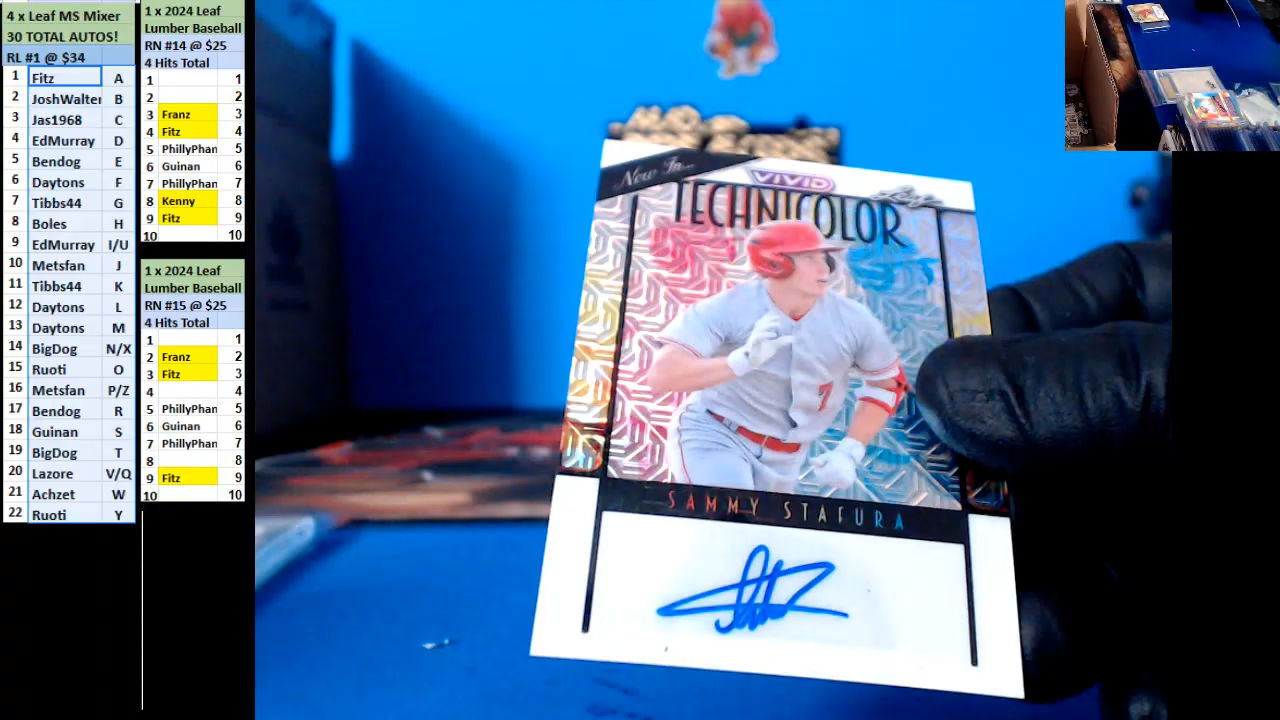 4 x Leaf MS Mixer
30 TOTAL AUTOS!
RL #1 @ $34
1 Fitz A
2 JoshWalter B
3 Jas1968 C
4 EdMurray D
5 Bendog E
6 Daytons F
7 Tibbs44 G
8 Boles H
9 EdMurray I/U
10 Metsfan J
11 Tibbs44 K
12 Daytons L
13 Daytons M
14 BigDog N/X
15 Ruoti O
16 Metsfan P/Z
17 Bendog R
18 Guinan S
19 BigDog T
20 Lazore V/Q
21 Achzet W
22 Ruoti Y
1 x 2024 Leaf
Lumber Baseball
RN #14 @ $25
4 Hits Total
1 1
2 2
3 Franz 3
4 Fitz 4
5 PhillyPhan 5
6 Guinan 6
7 PhillyPhan 7
8 Kenny 8
9 Fitz 9
10 10
1 x 2024 Leaf
Lumber Baseball
RN #15 @ $25
4 Hits Total
1 1
2 Franz 2
3 Fitz 3
4 4
5 PhillyPhan 5
6 Guinan 6
7 PhillyPhan 7
8 8
9 Fitz 9
10 10
Now In...
VIVID
Leaf
TECHNICOLOR
7
SAMMY STAFURA